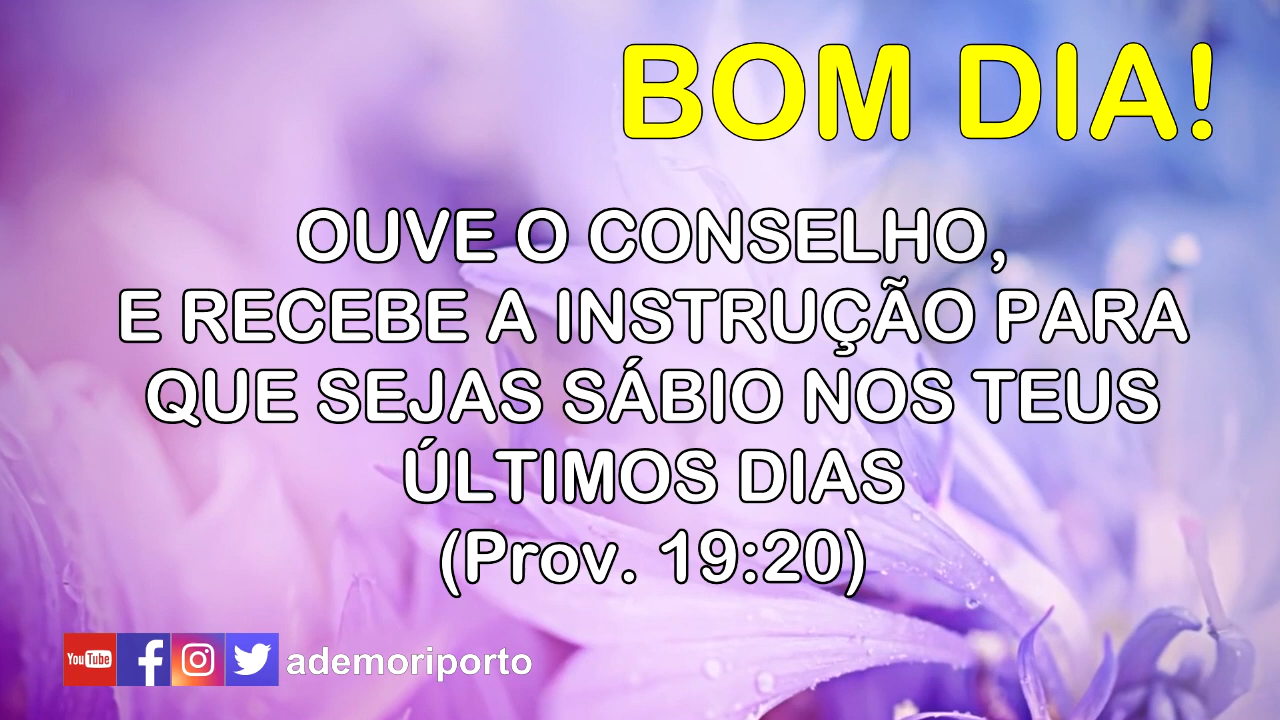 BOM DIA!
OUVE O CONSELHO,
E RECEBE A INSTRUÇÃO PARA
QUE SEJAS SÁBIO NOS TEUS
ÚLTIMOS DIAS
(Prov. 19:20)
YouTube ademoriporto